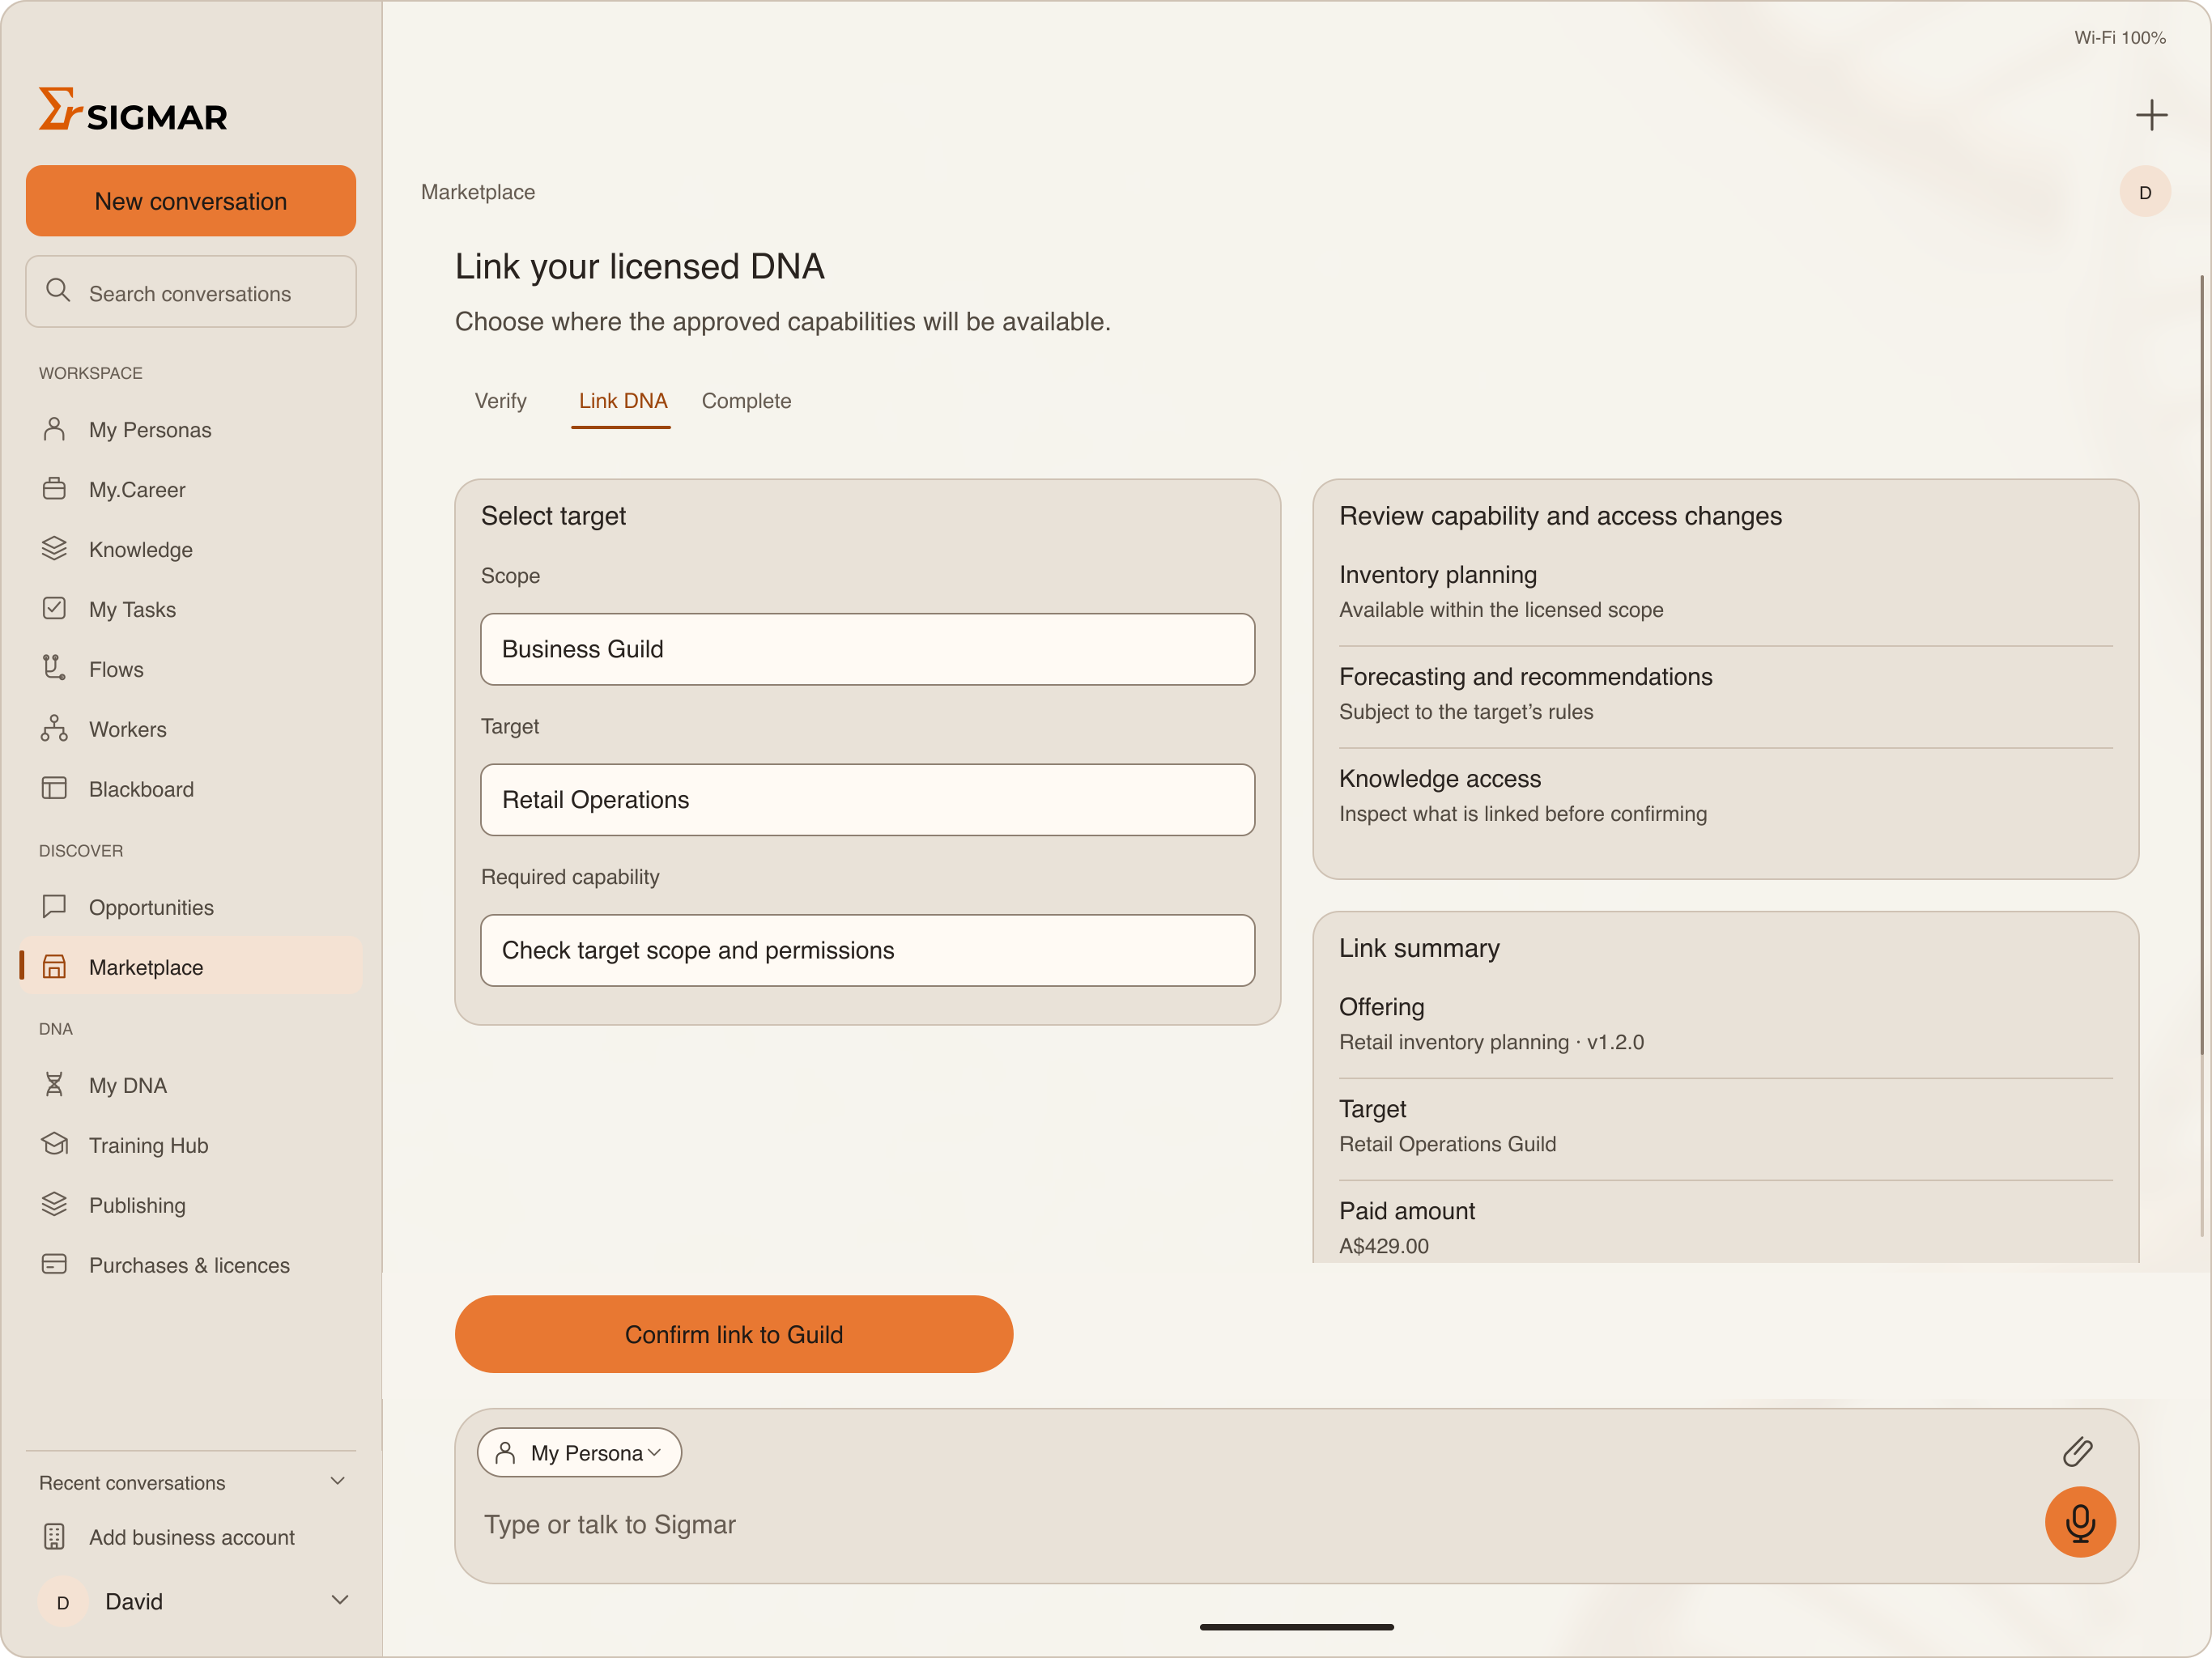 Wi-Fi 100%
Σr SIGMAR
New conversation
Search conversations
WORKSPACE
My Personas
My.Career
Knowledge
My Tasks
Flows
Workers
Blackboard
DISCOVER
Opportunities
Marketplace
DNA
My DNA
Training Hub
Publishing
Purchases & licences
Recent conversations
Add business account
D
David
Marketplace
D
Link your licensed DNA
Choose where the approved capabilities will be available.
Verify
Link DNA
Complete
Select target
Scope
Business Guild
Target
Retail Operations
Required capability
Check target scope and permissions
Review capability and access changes
Inventory planning
Available within the licensed scope
Forecasting and recommendations
Subject to the target’s rules
Knowledge access
Inspect what is linked before confirming
Link summary
Offering
Retail inventory planning · v1.2.0
Target
Retail Operations Guild
Paid amount
A$429.00
Confirm link to Guild
My Persona
Type or talk to Sigmar